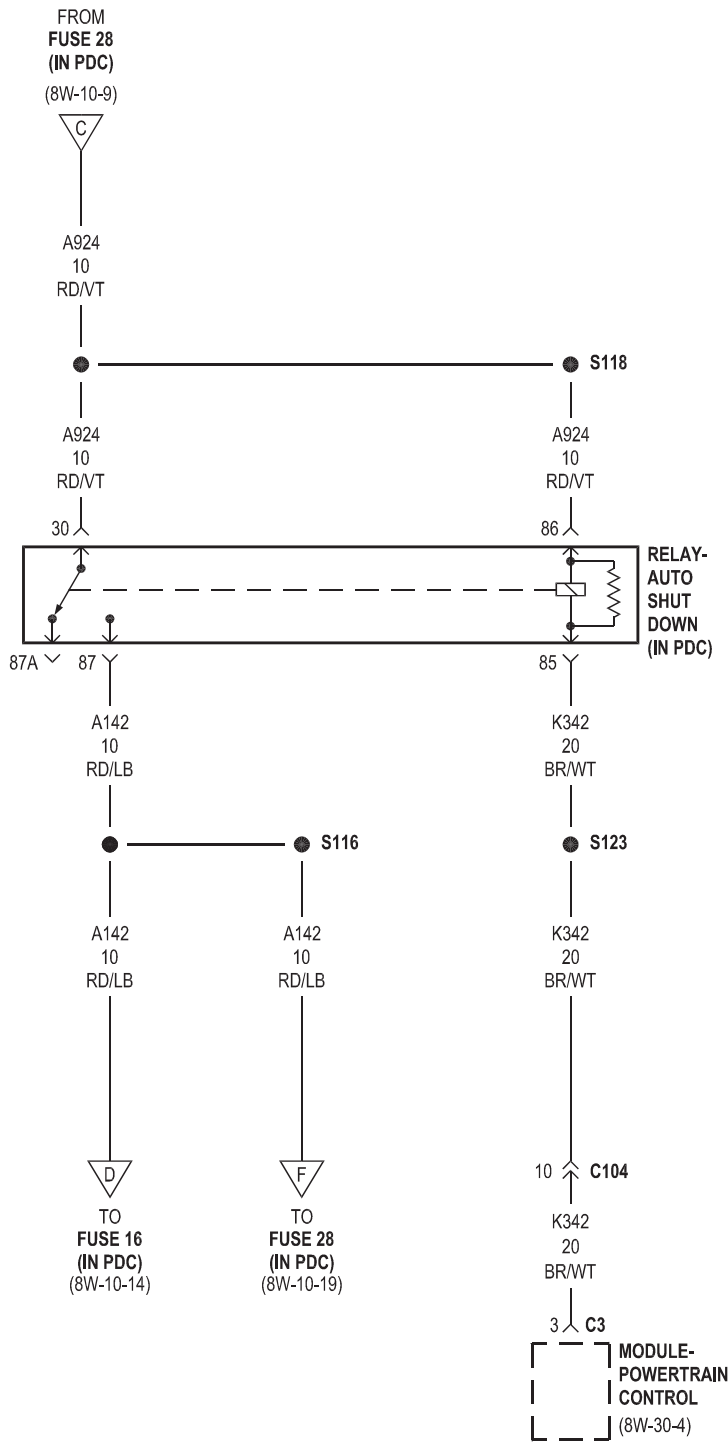 FROM
FUSE 28
(IN PDC)
(8W-10-9)
C
A924
10
RD/VT
S118
A924
10
RD/VT
A924
10
RD/VT
30
86
RELAY-
AUTO
SHUT
DOWN
(IN PDC)
87A
87
85
A142
10
RD/LB
K342
20
BR/WT
S116
S123
A142
10
RD/LB
A142
10
RD/LB
K342
20
BR/WT
D
TO
FUSE 16
(IN PDC)
(8W-10-14)
F
TO
FUSE 28
(IN PDC)
(8W-10-19)
10
C104
K342
20
BR/WT
3
C3
MODULE-
POWERTRAIN
CONTROL
(8W-30-4)